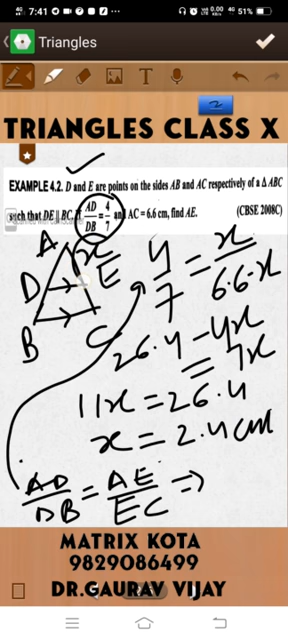 7:41
4G 51%
Triangles
TRIANGLES CLASS X
EXAMPLE 4.2. D and E are points on the sides AB and AC respectively of a Δ ABC
such that DE || BC, If AD/DB = 4/7 and AC = 6.6 cm, find AE. (CBSE 2008C)
A x
D E
B C
4/7 = x/(6.6-x)
26.4 - 4x
= 7x
11x = 26.4
x = 2.4 cm
AD/DB = AE/EC ⇒
MATRIX KOTA
9829086499
DR.GAURAV VIJAY